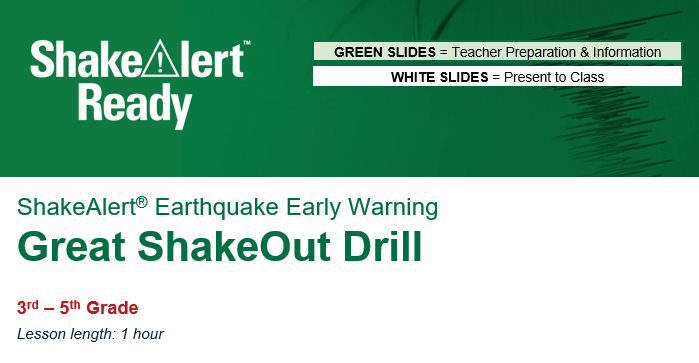 ShakeAlert™
Ready
GREEN SLIDES = Teacher Preparation & Information
WHITE SLIDES = Present to Class
ShakeAlert® Earthquake Early Warning
Great ShakeOut Drill
3rd – 5th Grade
Lesson length: 1 hour